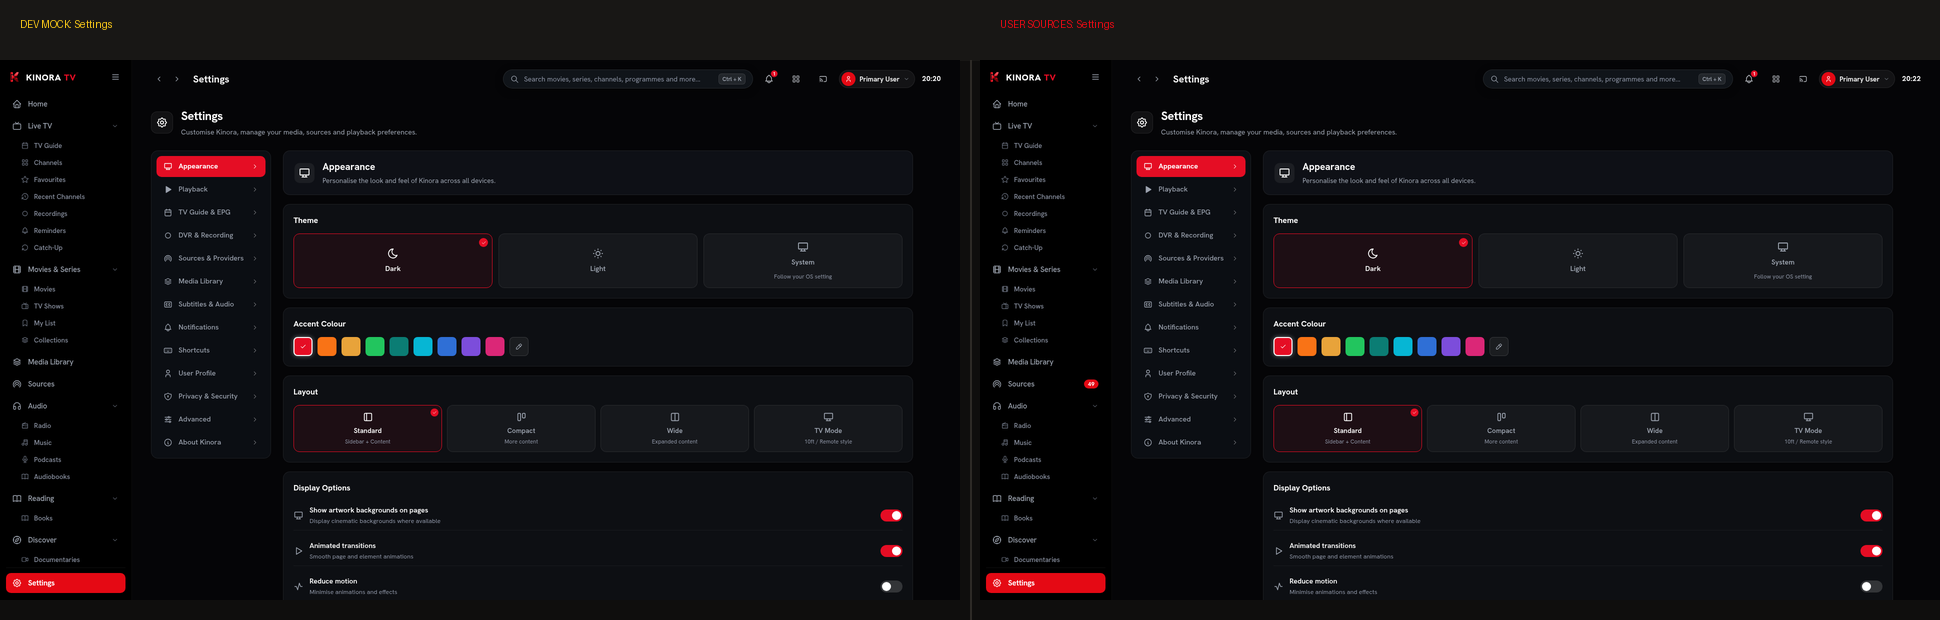 DEV MOCK: Settings
KINORA TV
Home
Live TV
TV Guide
Channels
Favourites
Recent Channels
Recordings
Reminders
Catch-Up
Movies & Series
Movies
TV Shows
My List
Collections
Media Library
Sources
Audio
Radio
Music
Podcasts
Audiobooks
Reading
Books
Discover
Documentaries
Settings
Settings
Search movies, series, channels, programmes and more...
Ctrl + K
1
Primary User
20:20
Settings
Customise Kinora, manage your media, sources and playback preferences.
Appearance
Playback
TV Guide & EPG
DVR & Recording
Sources & Providers
Media Library
Subtitles & Audio
Notifications
Shortcuts
User Profile
Privacy & Security
Advanced
About Kinora
Appearance
Personalise the look and feel of Kinora across all devices.
Theme
Dark
Light
System
Follow your OS setting
Accent Colour
Layout
Standard
Sidebar + Content
Compact
More content
Wide
Expanded content
TV Mode
10ft / Remote style
Display Options
Show artwork backgrounds on pages
Display cinematic backgrounds where available
Animated transitions
Smooth page and element animations
Reduce motion
Minimise animations and effects
USER SOURCES: Settings
KINORA TV
Home
Live TV
TV Guide
Channels
Favourites
Recent Channels
Recordings
Reminders
Catch-Up
Movies & Series
Movies
TV Shows
My List
Collections
Media Library
Sources
49
Audio
Radio
Music
Podcasts
Audiobooks
Reading
Books
Discover
Documentaries
Settings
Settings
Search movies, series, channels, programmes and more...
Ctrl + K
1
Primary User
20:22
Settings
Customise Kinora, manage your media, sources and playback preferences.
Appearance
Playback
TV Guide & EPG
DVR & Recording
Sources & Providers
Media Library
Subtitles & Audio
Notifications
Shortcuts
User Profile
Privacy & Security
Advanced
About Kinora
Appearance
Personalise the look and feel of Kinora across all devices.
Theme
Dark
Light
System
Follow your OS setting
Accent Colour
Layout
Standard
Sidebar + Content
Compact
More content
Wide
Expanded content
TV Mode
10ft / Remote style
Display Options
Show artwork backgrounds on pages
Display cinematic backgrounds where available
Animated transitions
Smooth page and element animations
Reduce motion
Minimise animations and effects